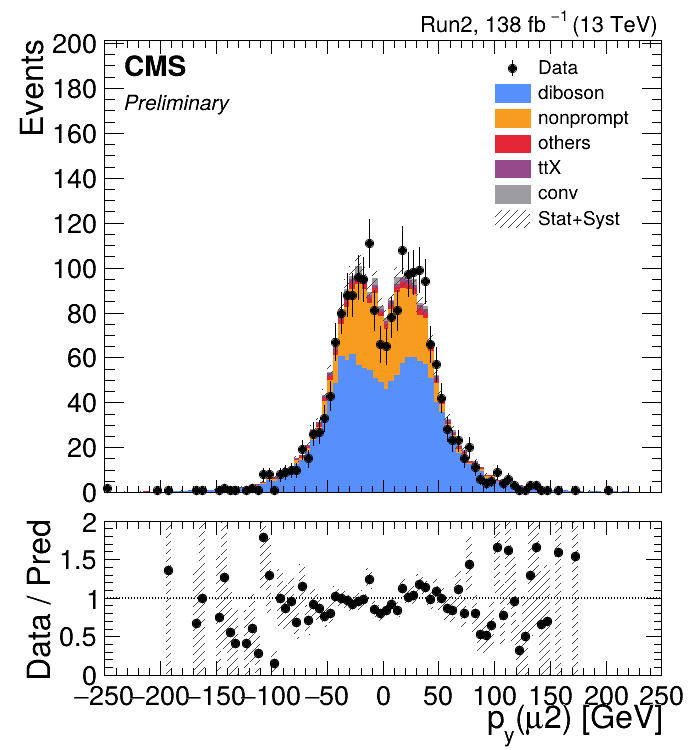 Run2, 138 fb⁻¹ (13 TeV)
Events
200
180
160
140
120
100
80
60
40
20
0
CMS
Preliminary
Data
diboson
nonprompt
others
ttX
conv
Stat+Syst
Data / Pred
2
1.5
1
0.5
0
−250 −200 −150 −100 −50 0 50 100 150 200 250
p_y(μ2) [GeV]